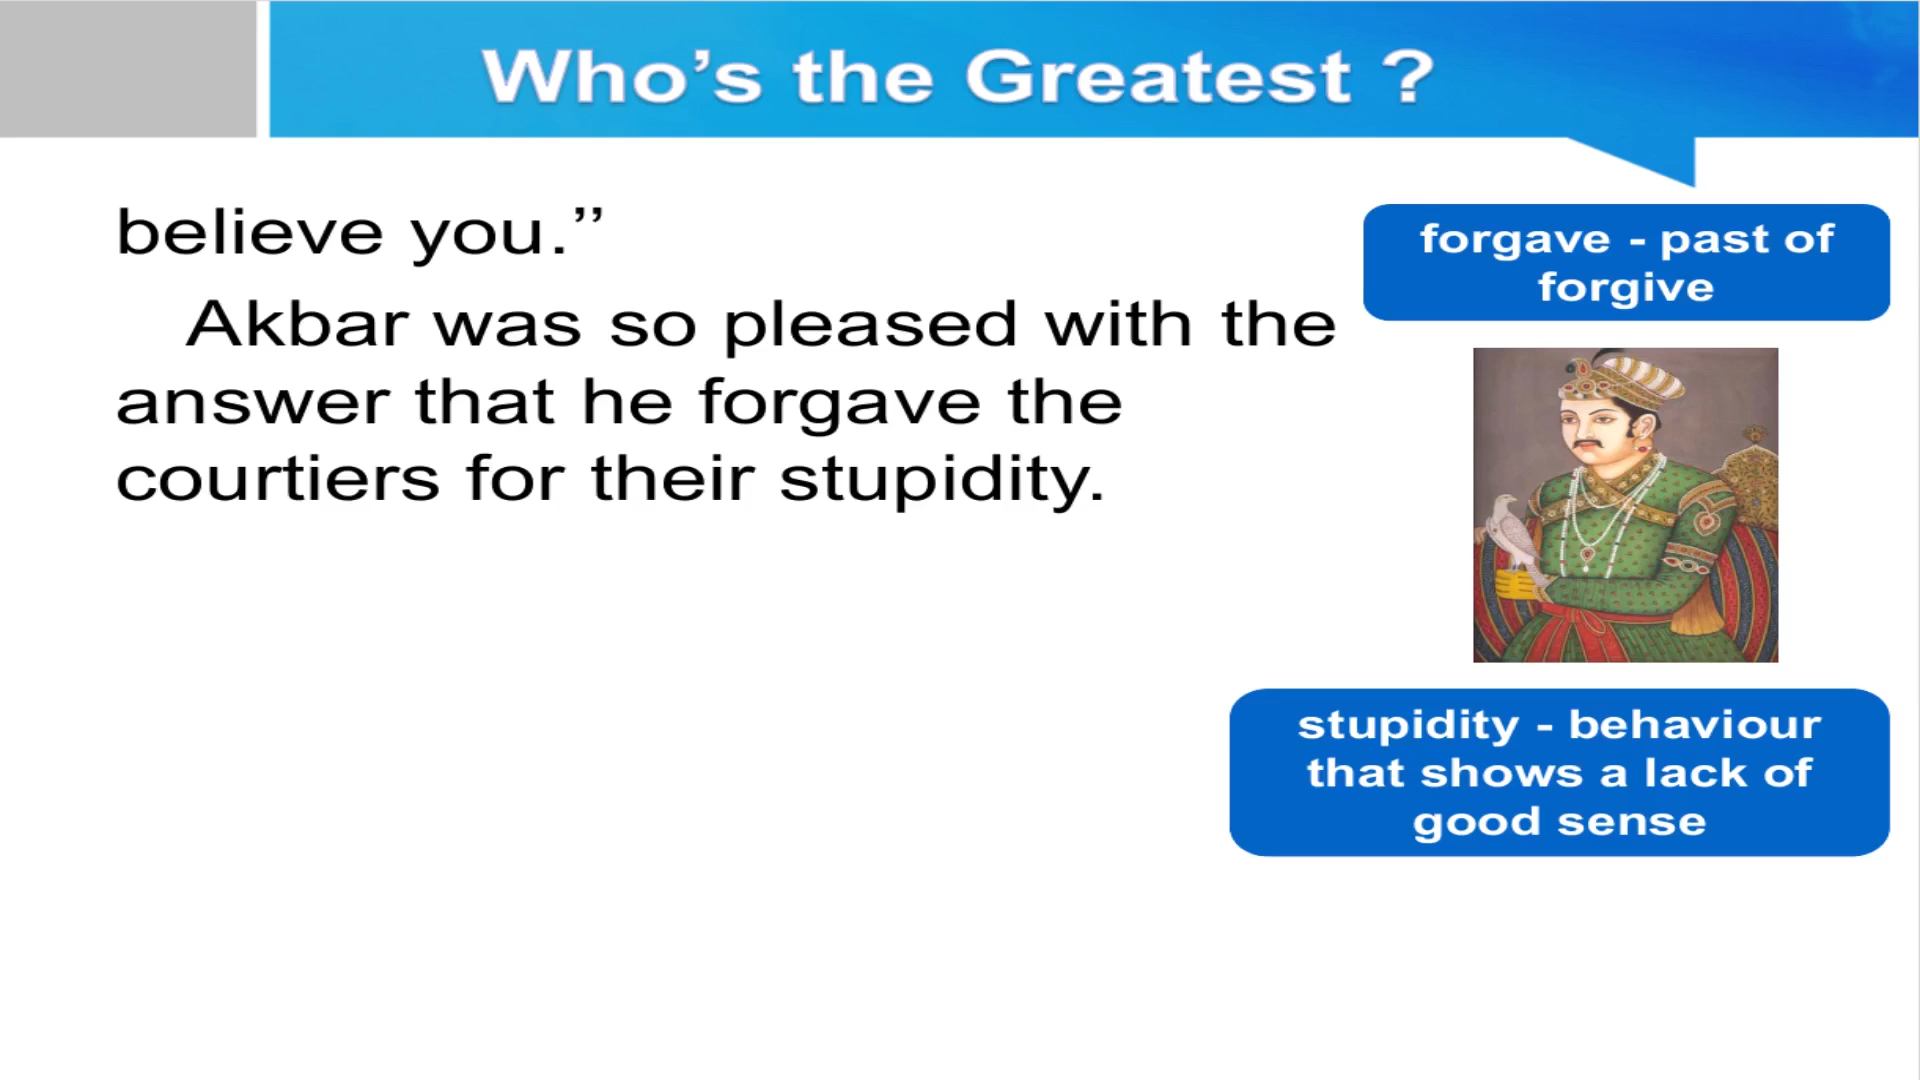 Who’s the Greatest ?
believe you.’’
Akbar was so pleased with the
answer that he forgave the
courtiers for their stupidity.
forgave - past of
forgive
stupidity - behaviour
that shows a lack of
good sense